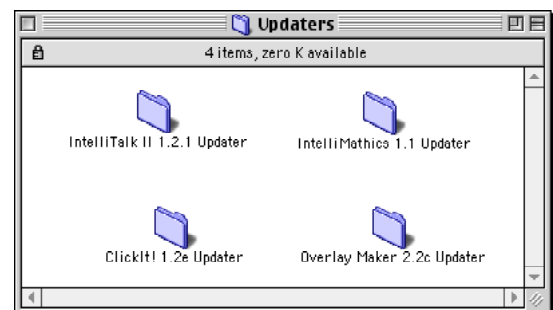 Updaters
4 items, zero K available
IntelliTalk II 1.2.1 Updater
IntelliMathics 1.1 Updater
ClickIt! 1.2e Updater
Overlay Maker 2.2c Updater